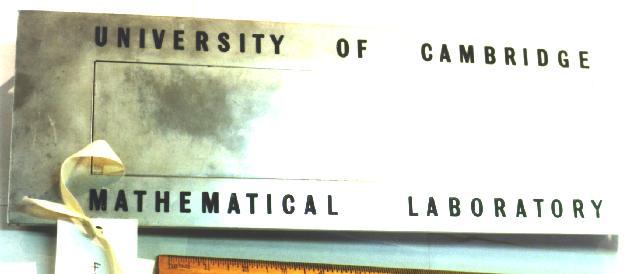 UNIVERSITY OF CAMBRIDGE
MATHEMATICAL LABORATORY